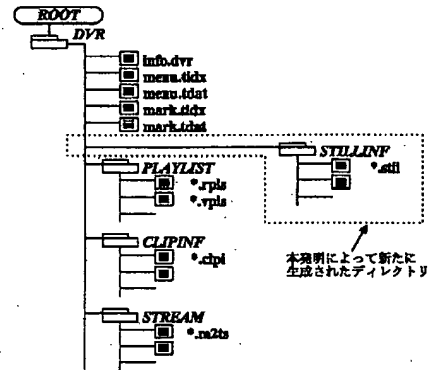 ROOT
DVR
info.dvr
menu.tidx
menu.tdat
mark.tidx
mark.tdat
STILLINF
*.stil
PLAYLIST
*.rpls
*.vpls
CLIPINF
*.clpi
本発明によって新たに
生成されたディレクトリ
STREAM
*.m2ts